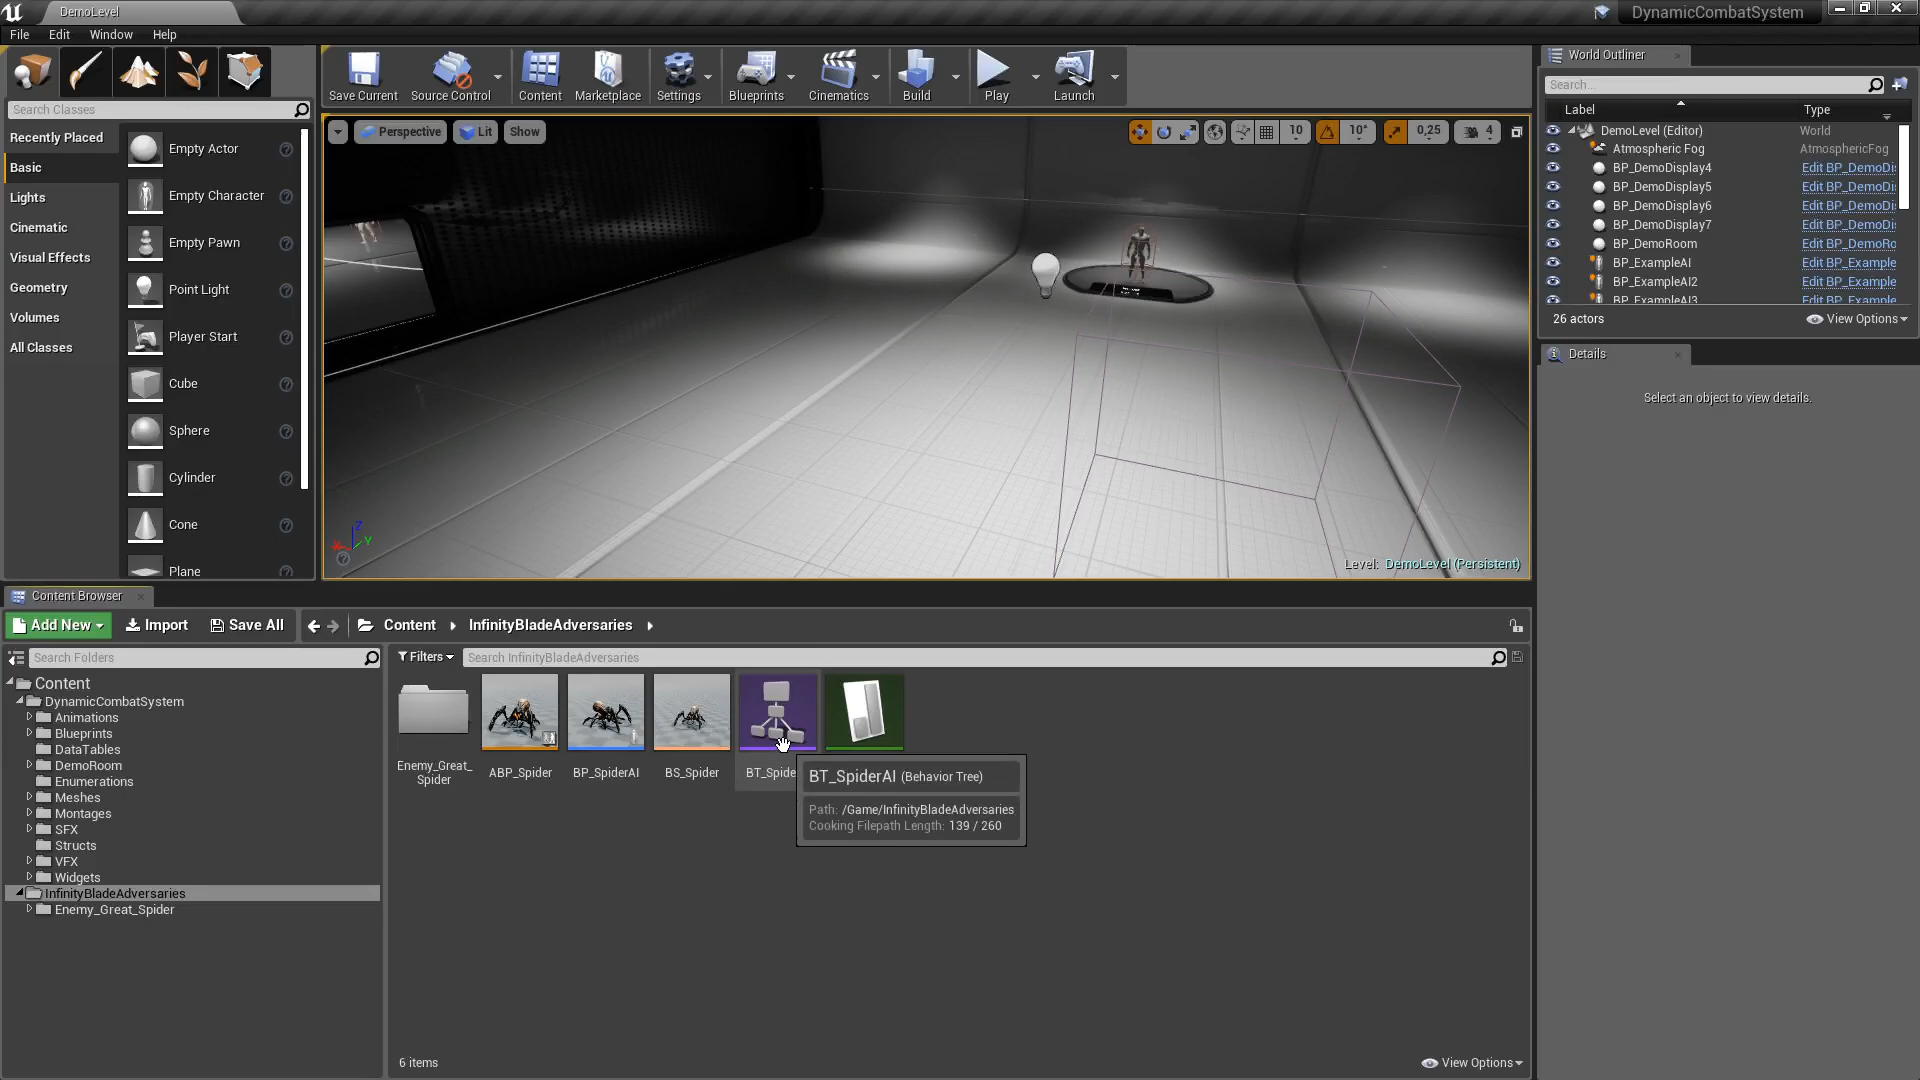 DemoLevel
DynamicCombatSystem
File Edit Window Help
Save Current
Source Control
Content
Marketplace
Settings
Blueprints
Cinematics
Build
Play
Launch
Search Classes
Recently Placed
Basic
Lights
Cinematic
Visual Effects
Geometry
Volumes
All Classes
Empty Actor
Empty Character
Empty Pawn
Point Light
Player Start
Cube
Sphere
Cylinder
Cone
Plane
Perspective
Lit
Show
10
10°
0,25
4
Z
Y
X
Level: DemoLevel (Persistent)
World Outliner
Search...
Label Type
DemoLevel (Editor) World
Atmospheric Fog AtmosphericFog
BP_DemoDisplay4 Edit BP_DemoDi
BP_DemoDisplay5 Edit BP_DemoDi
BP_DemoDisplay6 Edit BP_DemoDi
BP_DemoDisplay7 Edit BP_DemoDi
BP_DemoRoom Edit BP_DemoRo
BP_ExampleAI Edit BP_Example
BP_ExampleAI2 Edit BP_Example
BP_ExampleAI3 Edit BP_Example
26 actors
View Options
Details
Select an object to view details.
Content Browser
Add New
Import
Save All
Content
InfinityBladeAdversaries
Search Folders
Filters
Search InfinityBladeAdversaries
Content
DynamicCombatSystem
Animations
Blueprints
DataTables
DemoRoom
Enumerations
Meshes
Montages
SFX
Structs
VFX
Widgets
InfinityBladeAdversaries
Enemy_Great_Spider
Enemy_Great_
Spider
ABP_Spider
BP_SpiderAI
BS_Spider
BT_Spide
BT_SpiderAI (Behavior Tree)
Path: /Game/InfinityBladeAdversaries
Cooking Filepath Length: 139 / 260
6 items
View Options